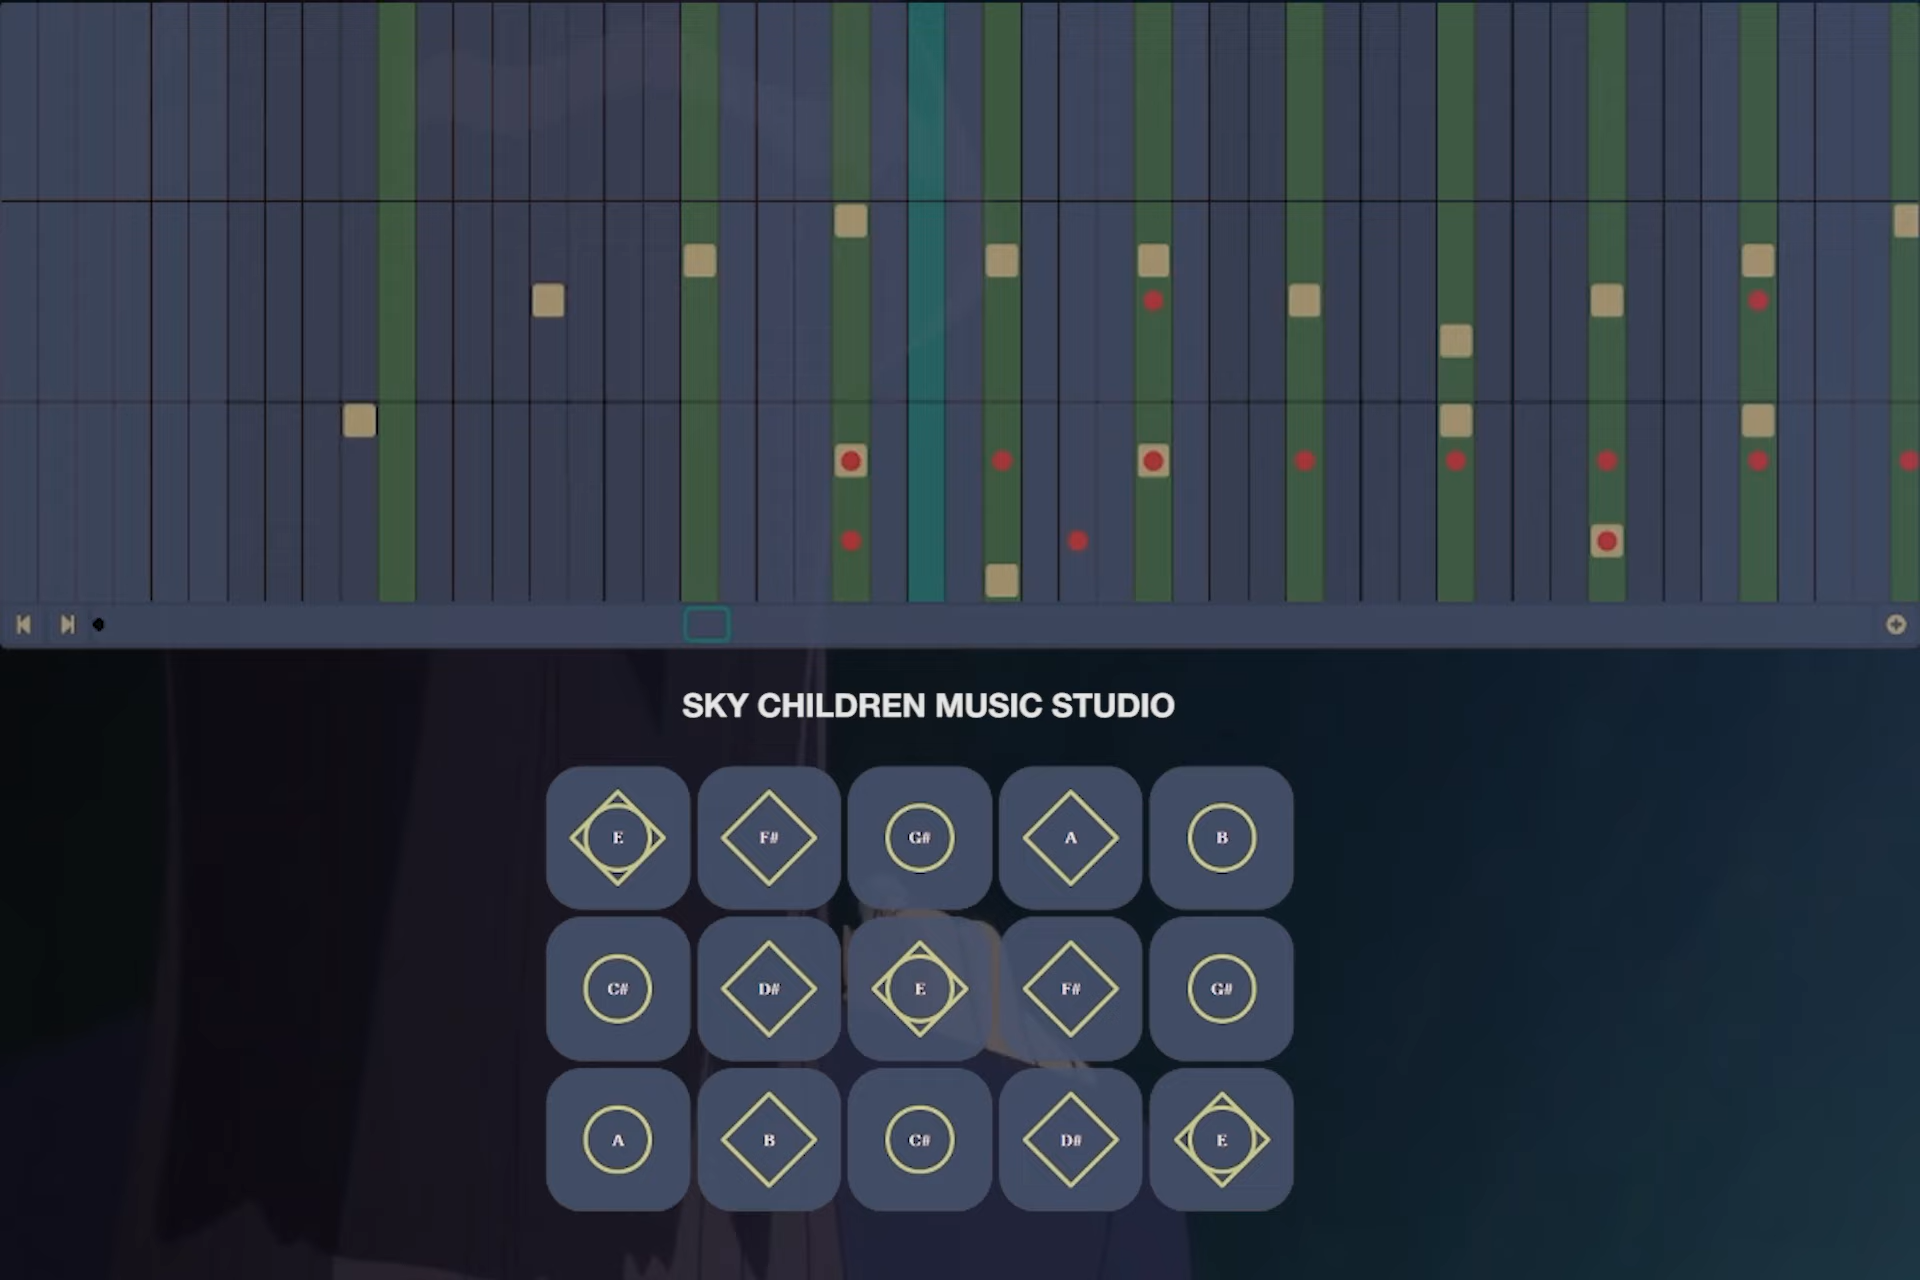 SKY CHILDREN MUSIC STUDIO
E F# G# A B
C# D# E F# G#
A B C# D# E